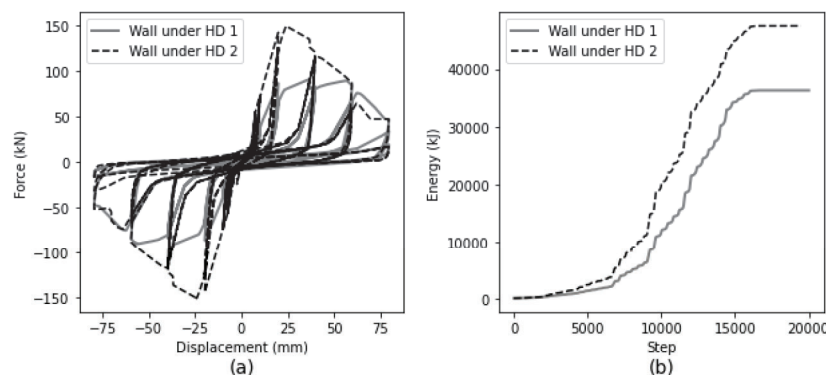 Wall under HD 1
Wall under HD 2
150
100
50
0
−50
−100
−150
Force (kN)
−75 −50 −25 0 25 50 75
Displacement (mm)
(a)
Wall under HD 1
Wall under HD 2
40000
30000
20000
10000
0
Energy (kJ)
0 5000 10000 15000 20000
Step
(b)